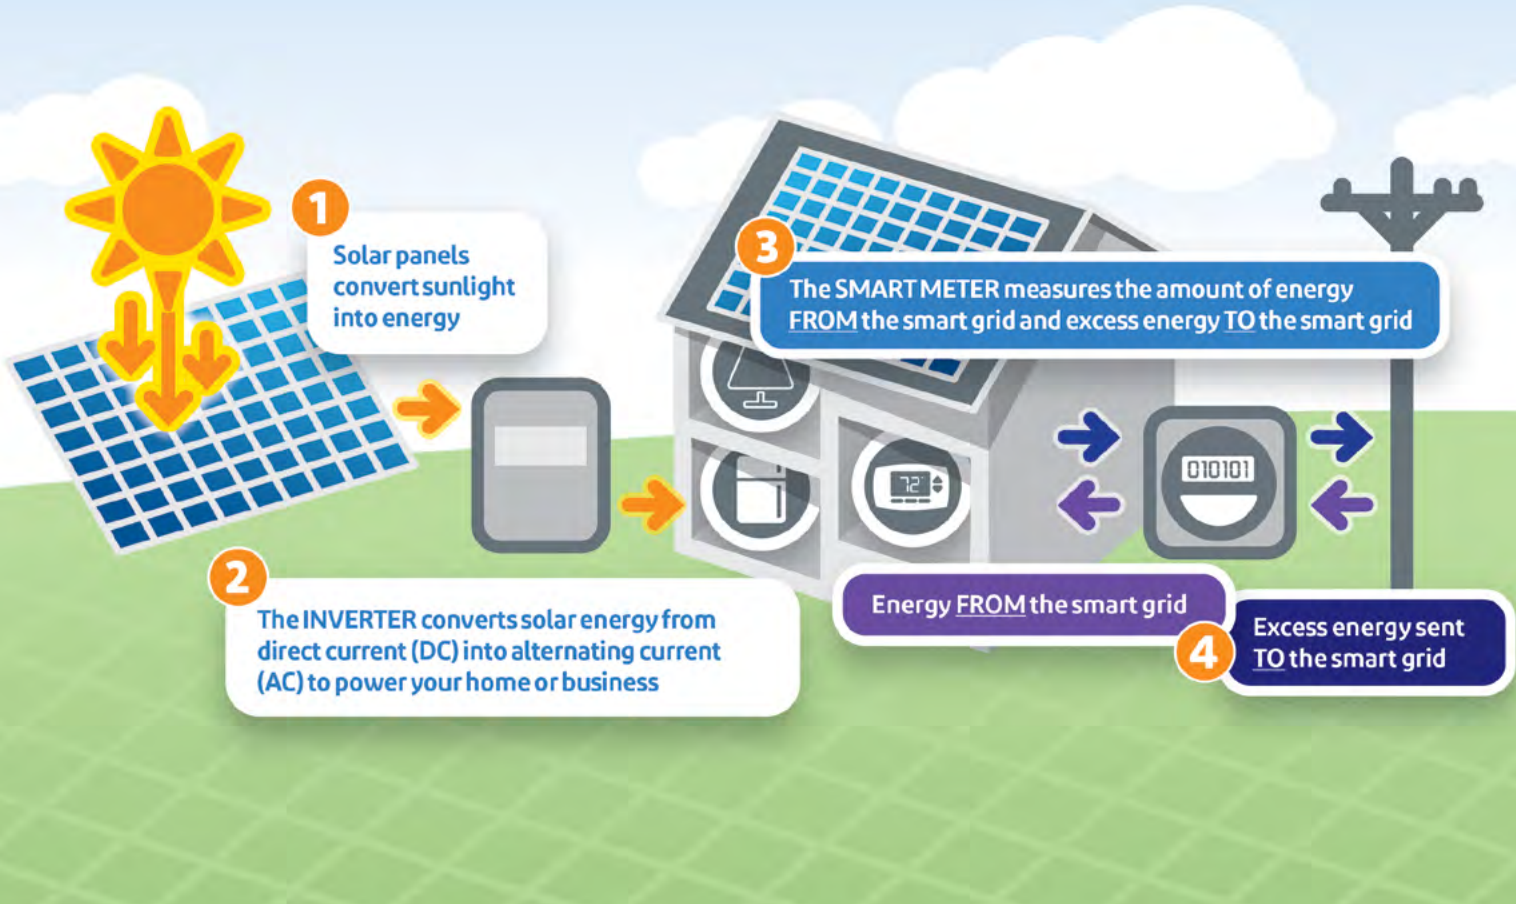 1
Solar panels
convert sunlight
into energy
2
The INVERTER converts solar energy from
direct current (DC) into alternating current
(AC) to power your home or business
3
The SMART METER measures the amount of energy
FROM the smart grid and excess energy TO the smart grid
72°
010101
Energy FROM the smart grid
4
Excess energy sent
TO the smart grid